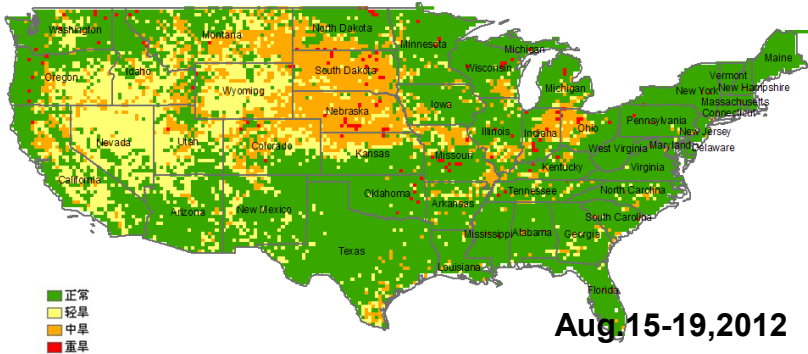 Washington
Montana
North Dakota
Minnesota
Michigan
Maine
Oregon
Idaho
Wyoming
South Dakota
Wisconsin
Michigan
Vermont
New Hampshire
New York
Massachusetts
Connecticut
Nebraska
Iowa
Illinois
Indiana
Ohio
Pennsylvania
New Jersey
Nevada
Utah
Colorado
Kansas
Missouri
Kentucky
West Virginia
Maryland
Delaware
Virginia
California
Arizona
New Mexico
Oklahoma
Arkansas
Tennessee
North Carolina
South Carolina
Texas
Louisiana
Mississippi
Alabama
Georgia
Florida
正常
轻旱
中旱
重旱
Aug.15-19,2012